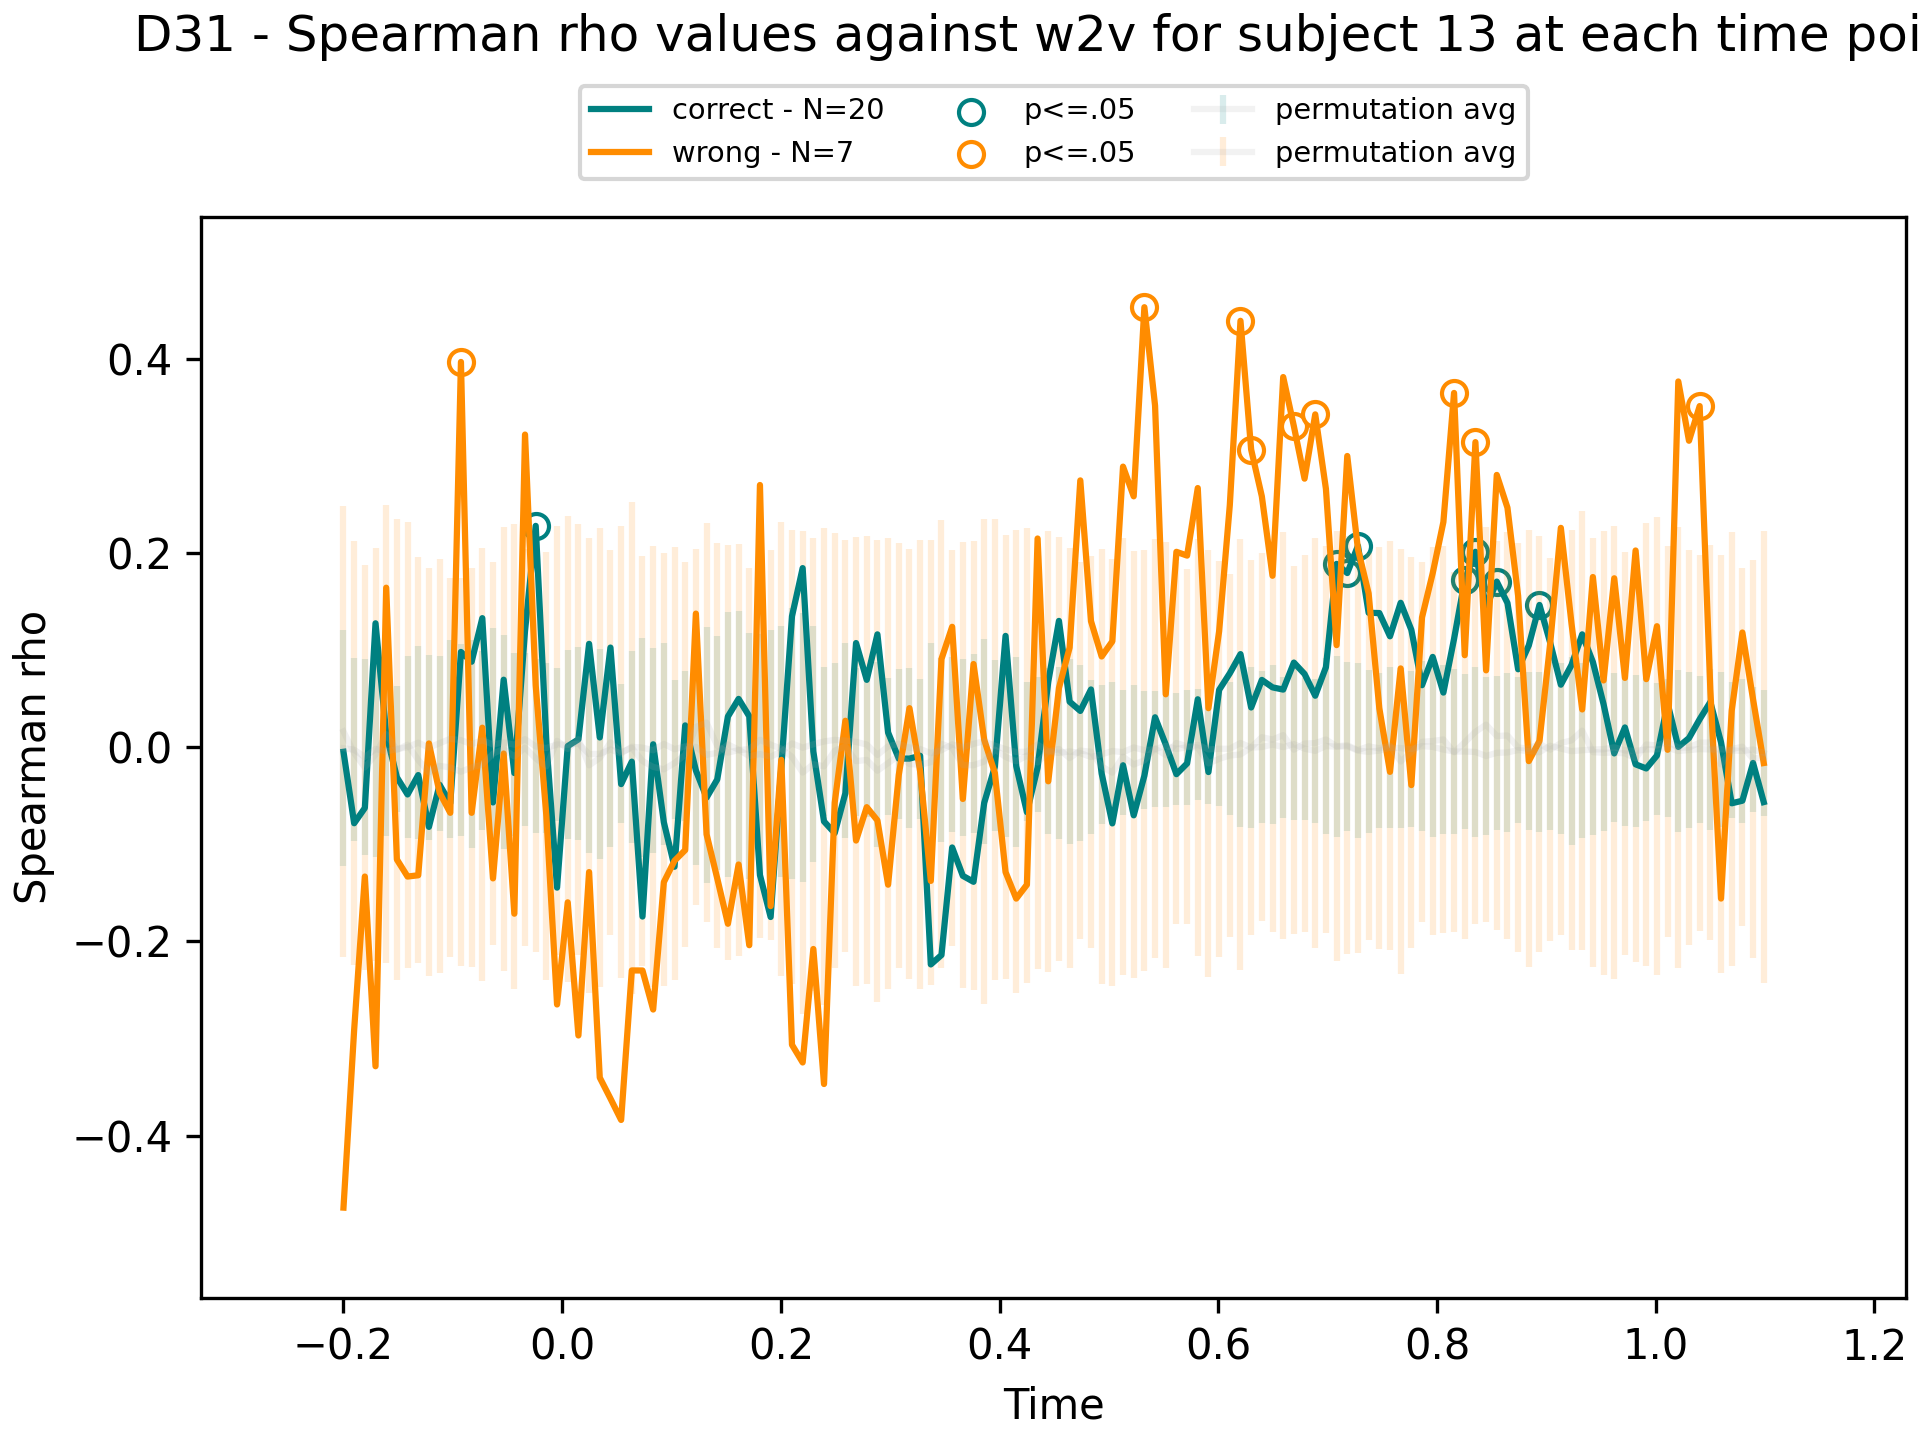 D31 - Spearman rho values against w2v for subject 13 at each time poi
correct - N=20
wrong - N=7
p<=.05
p<=.05
permutation avg
permutation avg
Spearman rho
0.4
0.2
0.0
−0.2
−0.4
−0.2 0.0 0.2 0.4 0.6 0.8 1.0 1.2
Time